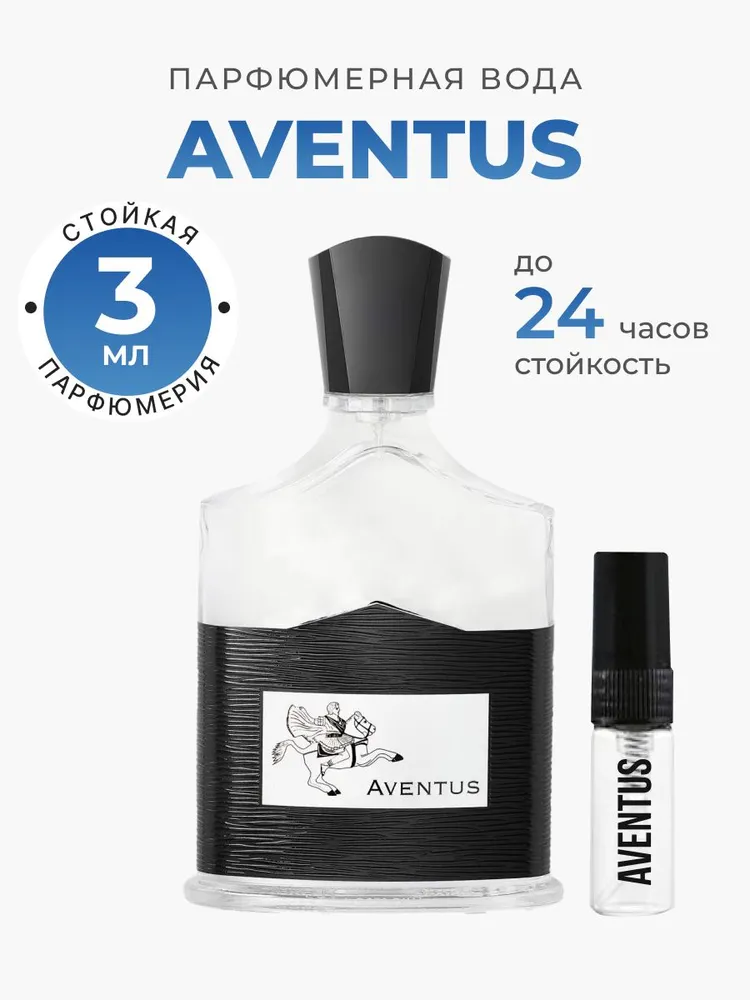 ПАРФЮМЕРНАЯ ВОДА
AVENTUS
СТОЙКАЯ
3
МЛ
ПАРФЮМЕРИЯ
до
24 часов
стойкость
AVENTUS
AVENTUS